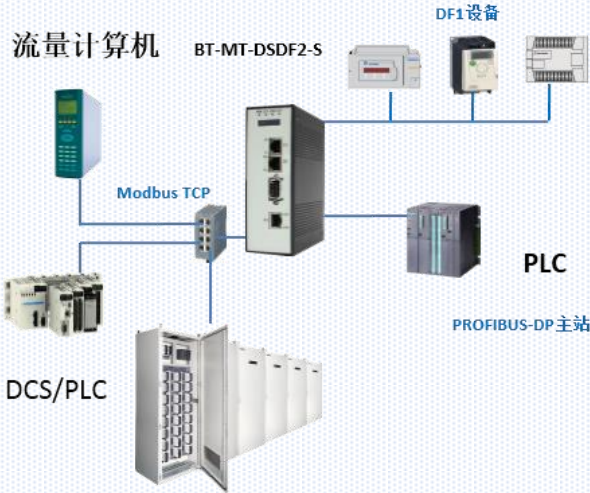 DF1设备
流量计算机
BT-MT-DSDF2-S
Modbus TCP
PLC
PROFIBUS-DP主站
DCS/PLC